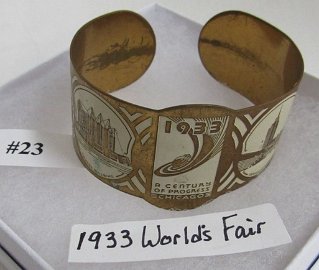 1933
A CENTURY
OF PROGRESS
CHICAGO
#23
1933 World's Fair